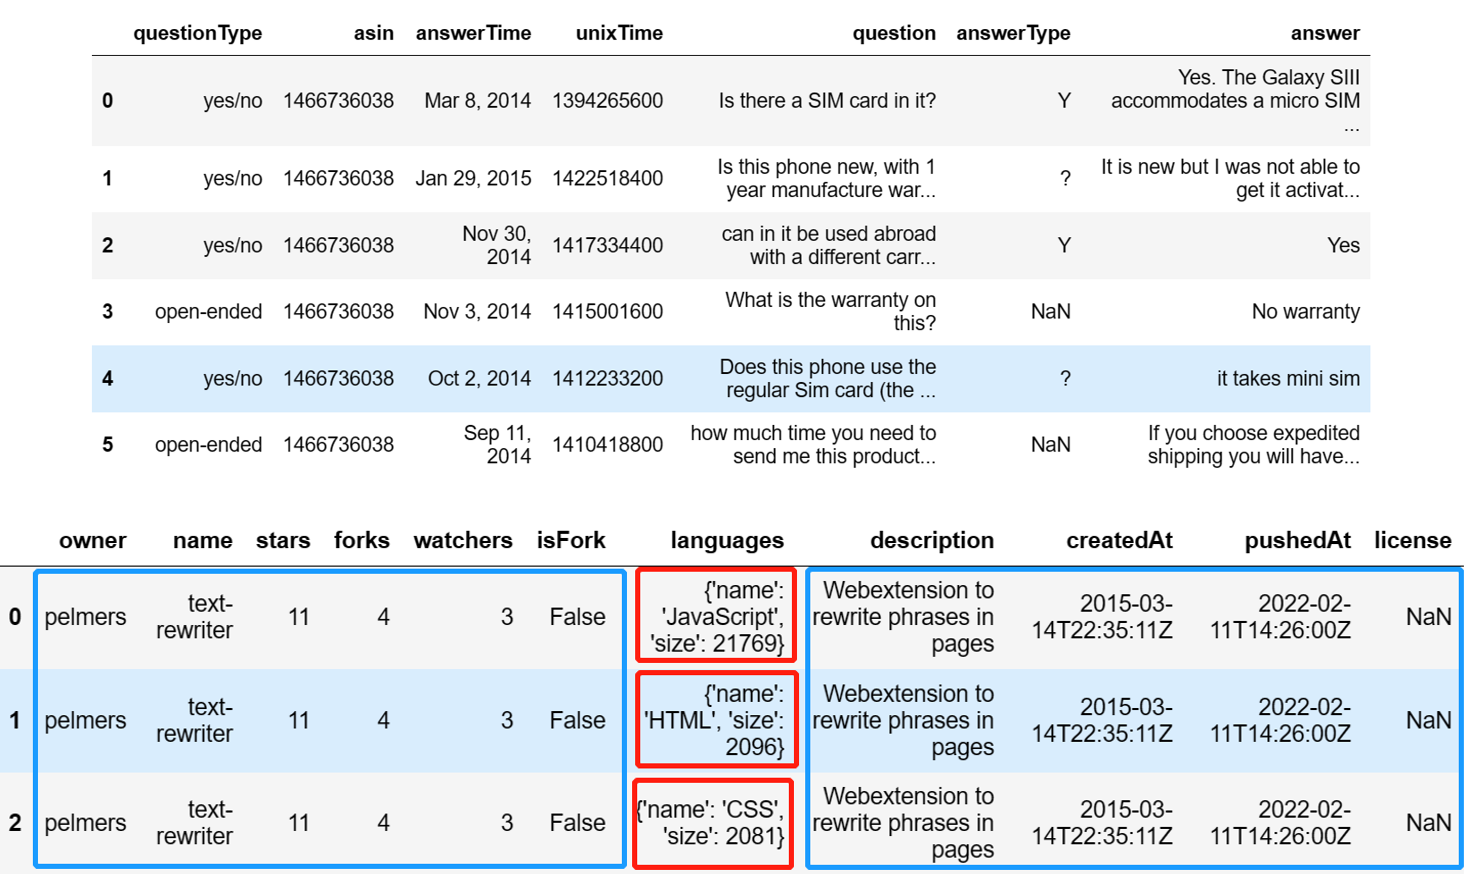 questionType asin answerTime unixTime question answerType answer
Yes. The Galaxy SIII
0 yes/no 1466736038 Mar 8, 2014 1394265600 Is there a SIM card in it? Y accommodates a micro SIM
...
Is this phone new, with 1 It is new but I was not able to
1 yes/no 1466736038 Jan 29, 2015 1422518400 ?
year manufacture war... get it activat...
Nov 30, can in it be used abroad
2 yes/no 1466736038 1417334400 Y Yes
2014 with a different carr...
What is the warranty on
3 open-ended 1466736038 Nov 3, 2014 1415001600 NaN No warranty
this?
Does this phone use the
4 yes/no 1466736038 Oct 2, 2014 1412233200 ? it takes mini sim
regular Sim card (the ...
Sep 11, how much time you need to If you choose expedited
5 open-ended 1466736038 1410418800 NaN
2014 send me this product... shipping you will have...
owner name stars forks watchers isFork languages description createdAt pushedAt license
{'name': Webextension to
text- 2015-03- 2022-02-
0 pelmers 11 4 3 False 'JavaScript', rewrite phrases in NaN
rewriter 14T22:35:11Z 11T14:26:00Z
'size': 21769} pages
{'name': Webextension to
text- 2015-03- 2022-02-
1 pelmers 11 4 3 False 'HTML', 'size': rewrite phrases in NaN
rewriter 14T22:35:11Z 11T14:26:00Z
2096} pages
Webextension to
text- {'name': 'CSS', 2015-03- 2022-02-
2 pelmers 11 4 3 False rewrite phrases in NaN
rewriter 'size': 2081} 14T22:35:11Z 11T14:26:00Z
pages